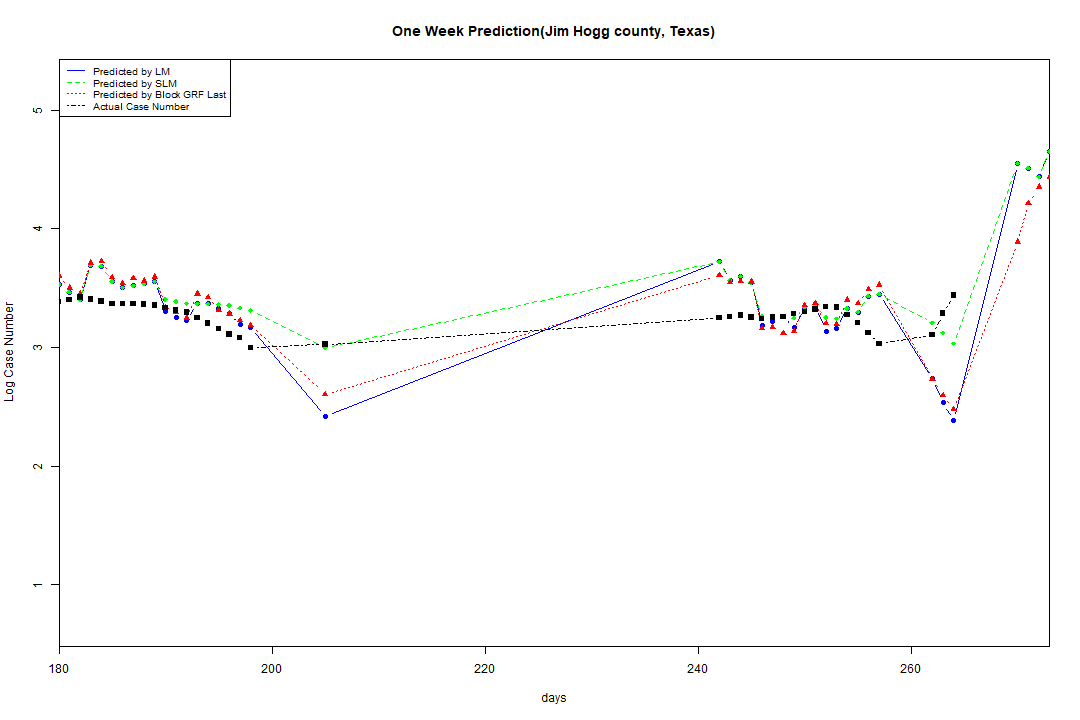 One Week Prediction(Jim Hogg county, Texas)
Predicted by LM
Predicted by SLM
Predicted by Block GRF Last
Actual Case Number
5
4
3
2
1
Log Case Number
180 200 220 240 260
days